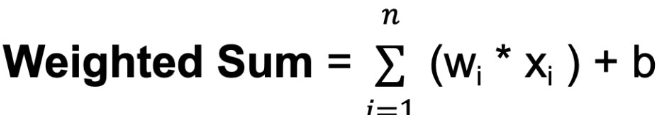 n
Weighted Sum = ∑ (wᵢ * xᵢ ) + b
i=1